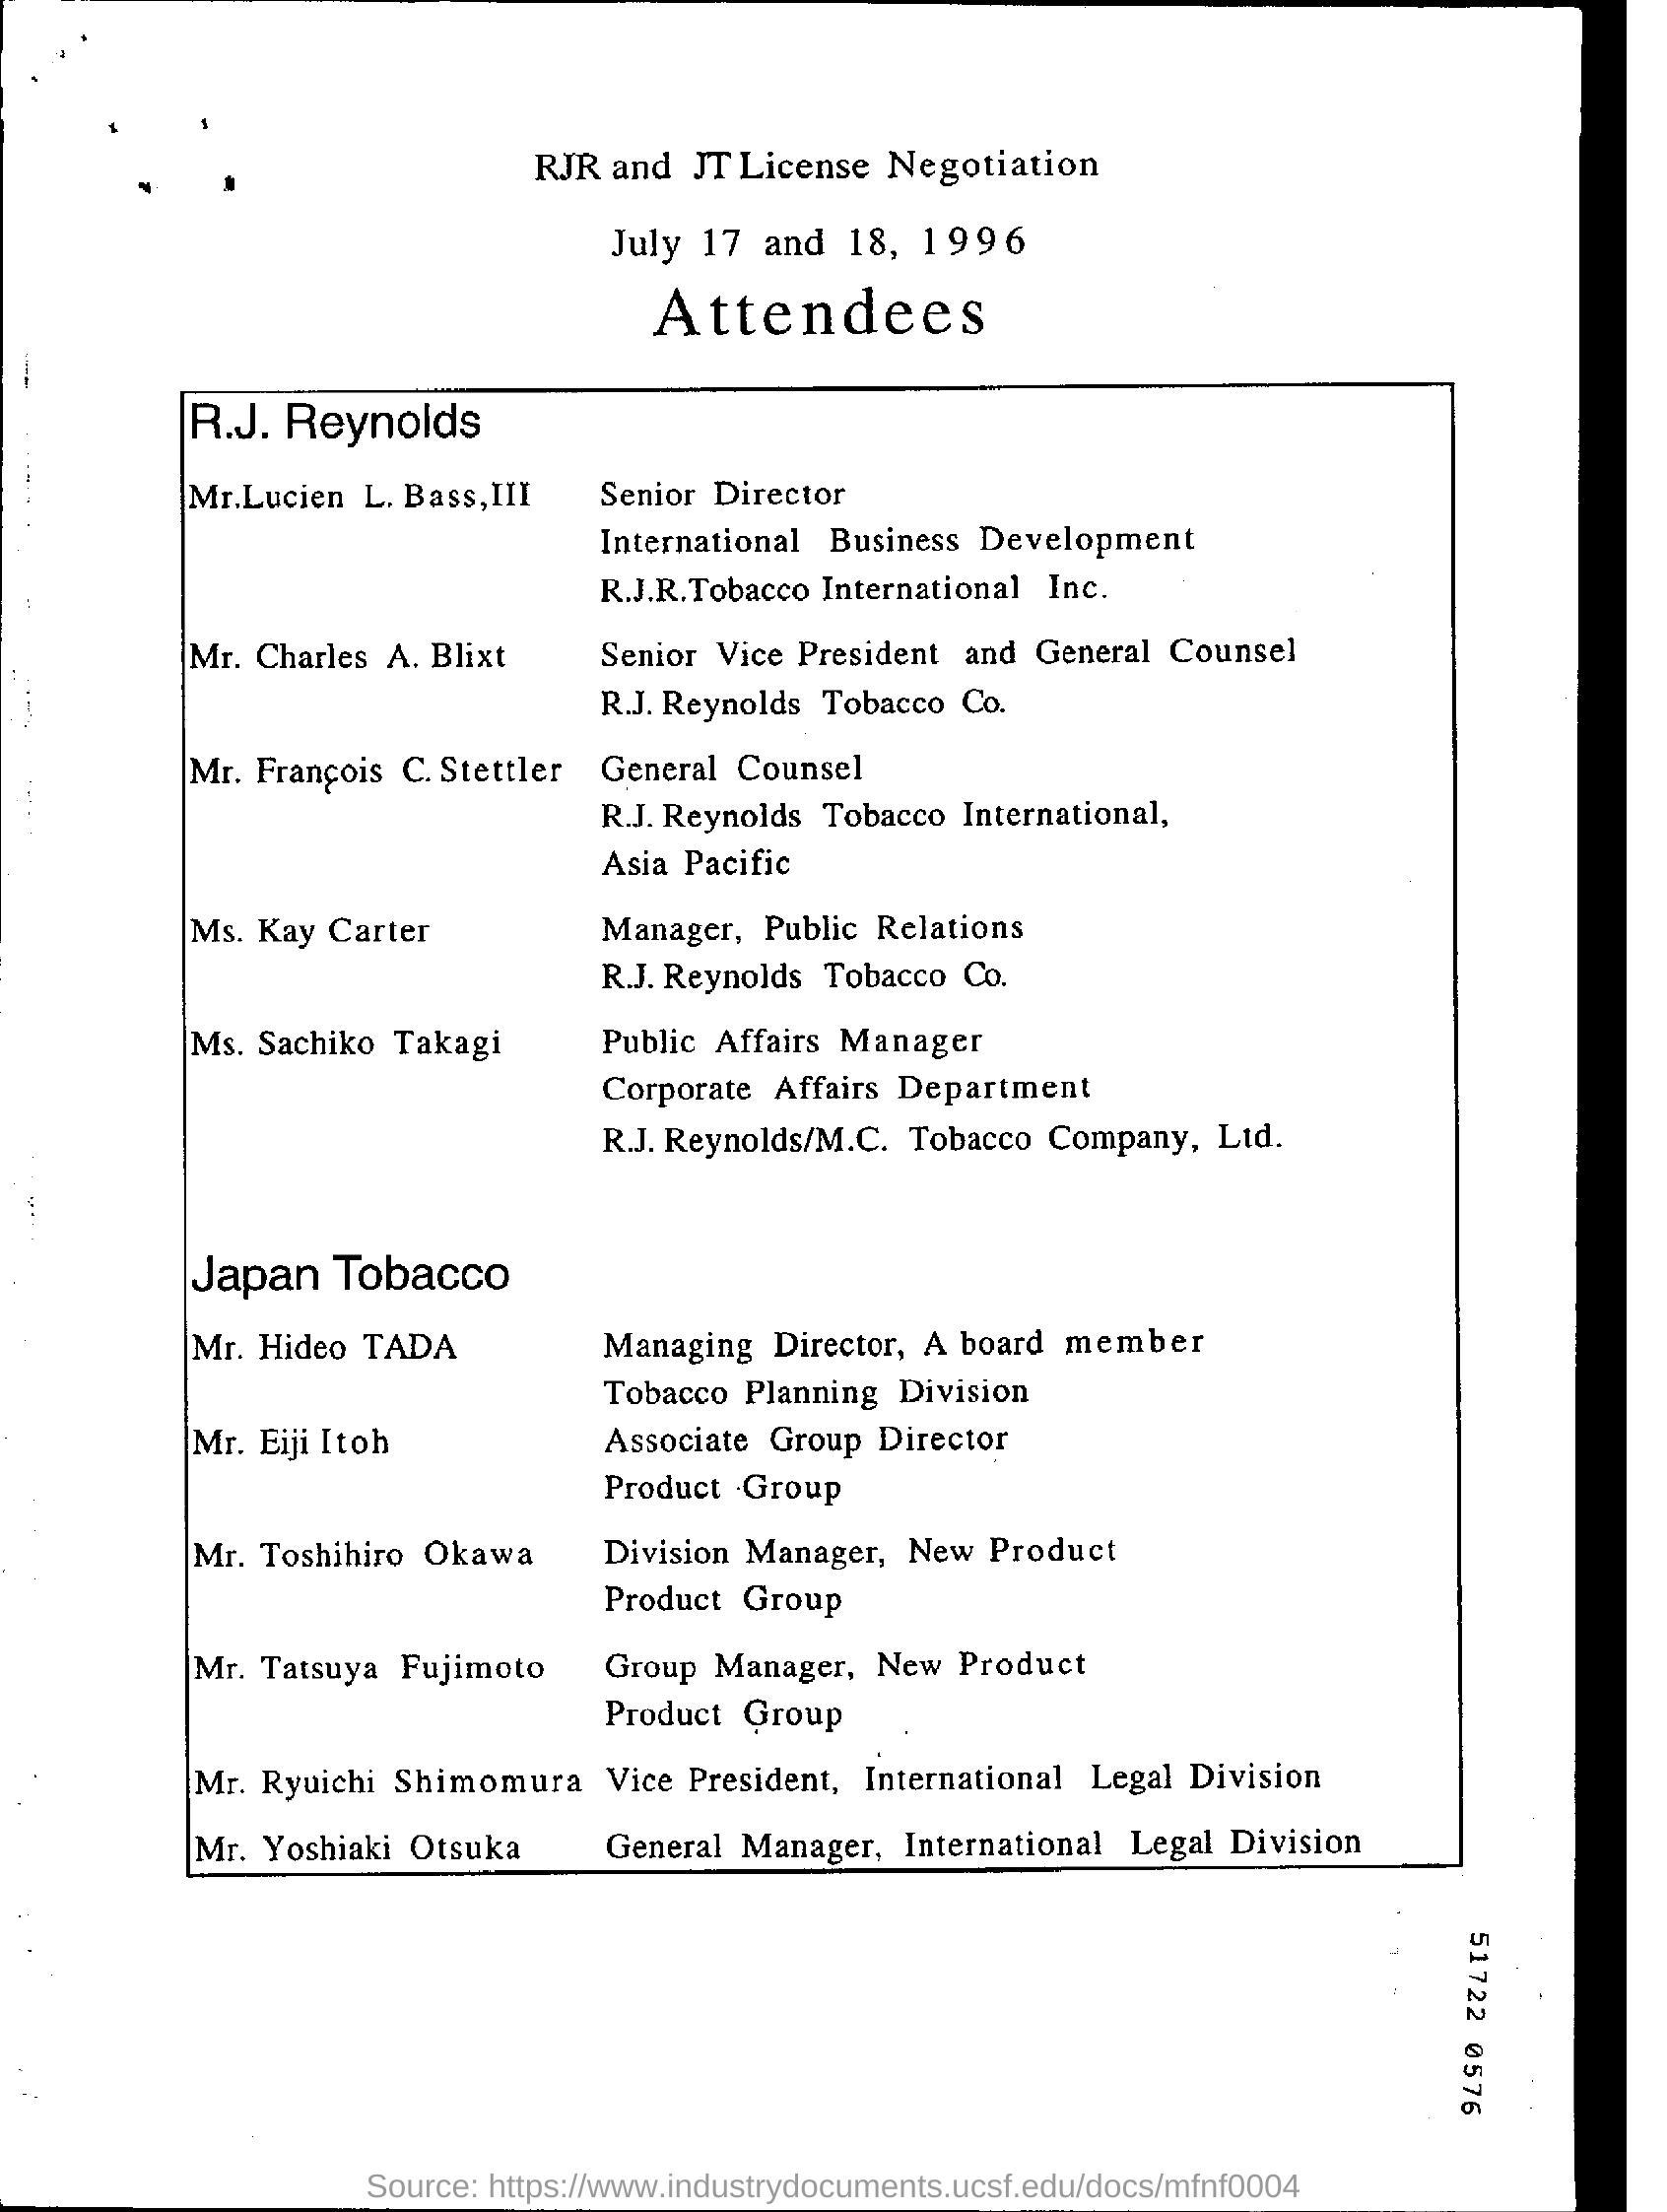 RJR and JT License Negotiation
July 17 and 18, 1996
Attendees
R.J. Reynolds
Mr.Lucien L. Bass,III Senior Director
International Business Development
R.J.R.Tobacco International Inc.
Mr. Charles A. Blixt Senior Vice President and General Counsel
R.J. Reynolds Tobacco Co.
Mr. François C. Stettler General Counsel
R.J. Reynolds Tobacco International,
Asia Pacific
Ms. Kay Carter Manager, Public Relations
R.J. Reynolds Tobacco Co.
Ms. Sachiko Takagi Public Affairs Manager
Corporate Affairs Department
R.J. Reynolds/M.C. Tobacco Company, Ltd.
Japan Tobacco
Mr. Hideo TADA Managing Director, A board member
Tobacco Planning Division
Mr. Eiji Itoh Associate Group Director
Product Group
Mr. Toshihiro Okawa Division Manager, New Product
Product Group
Mr. Tatsuya Fujimoto Group Manager, New Product
Product Group
Mr. Ryuichi Shimomura Vice President, International Legal Division
Mr. Yoshiaki Otsuka General Manager, International Legal Division
51722 0576
Source: https://www.industrydocuments.ucsf.edu/docs/mfnf0004